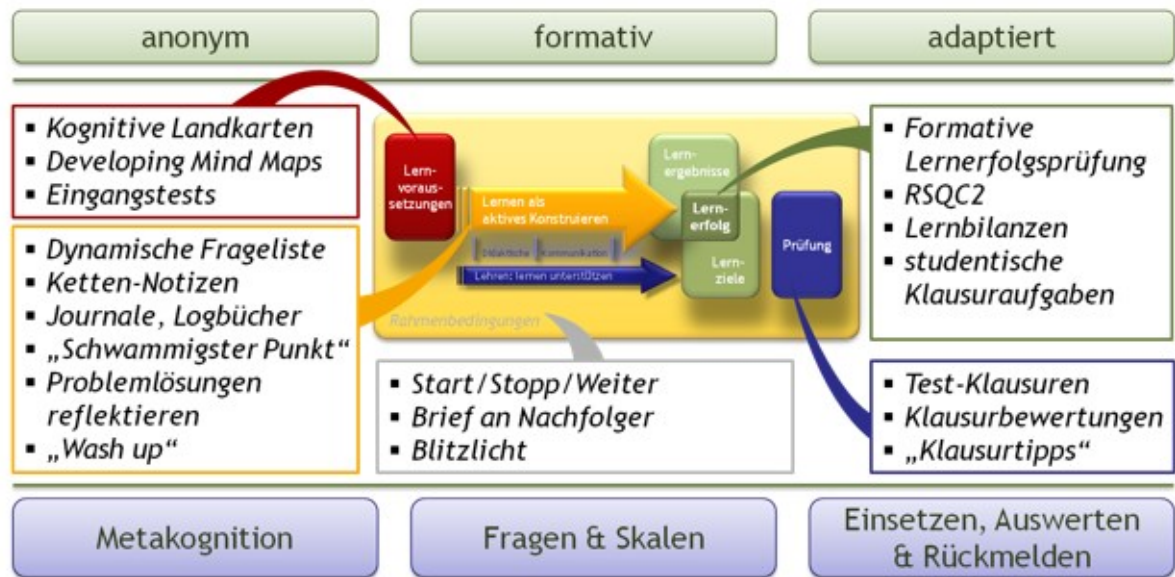 anonym
formativ
adaptiert
▪ Kognitive Landkarten
▪ Developing Mind Maps
▪ Eingangstests
▪ Dynamische Frageliste
▪ Ketten-Notizen
▪ Journale, Logbücher
▪ „Schwammigster Punkt“
▪ Problemlösungen
reflektieren
▪ „Wash up“
Lern-
voraus-
setzungen
Lernen als
aktives Konstruieren
Didaktische
Kommunikation
Lehren: lernen unterstützen
Lern-
ergebnisse
Lern-
erfolg
Lern-
ziele
Prüfung
Rahmenbedingungen
▪ Start/Stopp/Weiter
▪ Brief an Nachfolger
▪ Blitzlicht
▪ Formative
Lernerfolgsprüfung
▪ RSQC2
▪ Lernbilanzen
▪ studentische
Klausuraufgaben
▪ Test-Klausuren
▪ Klausurbewertungen
▪ „Klausurtipps“
Metakognition
Fragen & Skalen
Einsetzen, Auswerten
& Rückmelden